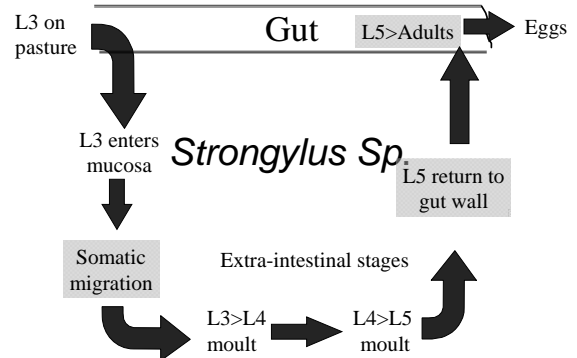 L3 on
pasture
Gut
L5>Adults
Eggs
L3 enters
mucosa
Strongylus Sp.
L5 return to
gut wall
Somatic
migration
Extra-intestinal stages
L3>L4
moult
L4>L5
moult